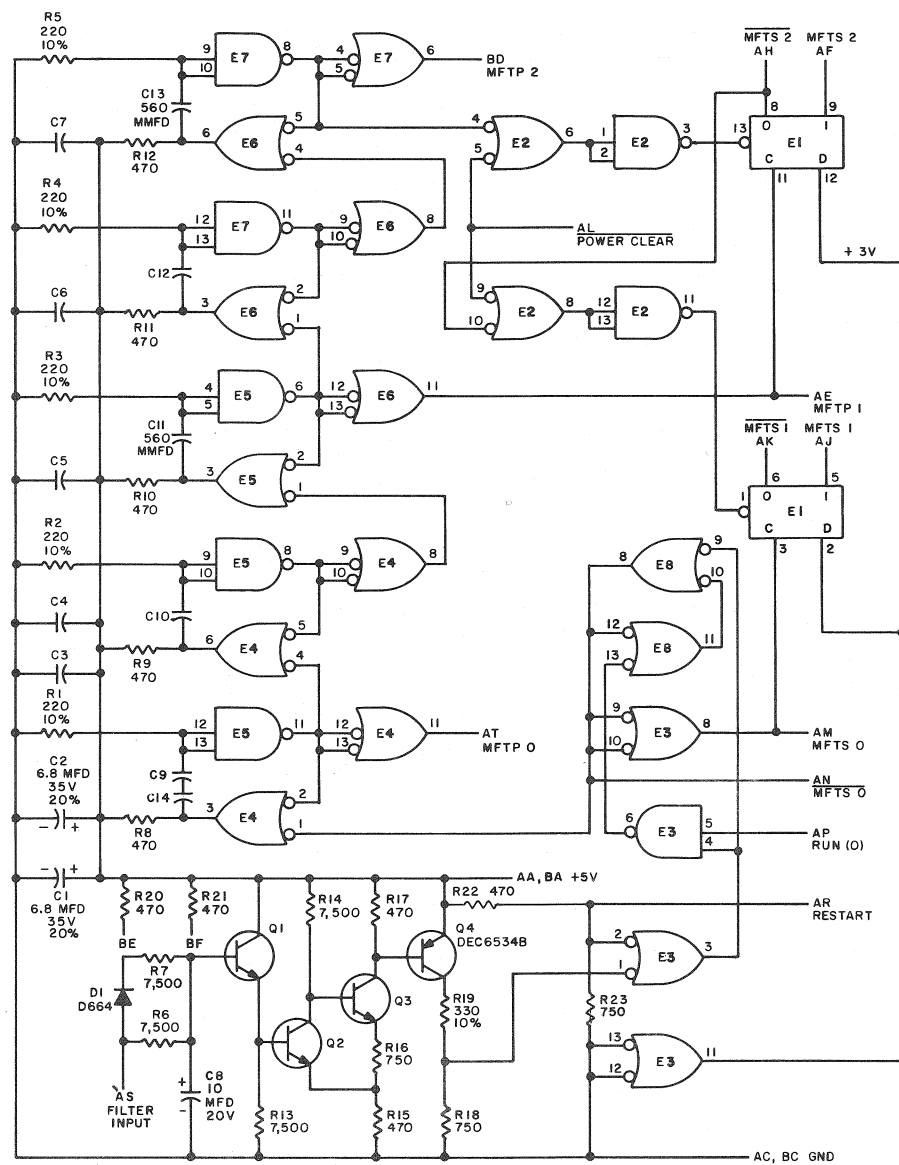 R5
220
10%
9
10
E7
8
4
5
E7
6
BD
MFTP 2
MFTS 2
AH
MFTS 2
AF
C13
560
MMFD
C7
R12
470
6
E6
5
4
4
5
E2
6
1
2
E2
3
13
8
9
0
1
E1
C
D
11
12
R4
220
10%
12
13
E7
11
9
10
E6
8
AL
POWER CLEAR
+ 3V
C12
C6
R11
470
3
E6
2
1
9
10
E2
8
12
13
E2
11
R3
220
10%
4
5
E5
6
12
13
E6
11
AE
MFTP 1
C11
560
MMFD
MFTS 1
AK
MFTS 1
AJ
C5
R10
470
3
E5
2
1
1
6
5
0
1
E1
C
D
3
2
R2
220
10%
9
10
E5
8
9
10
E4
8
8
E8
9
10
C10
C4
R9
470
6
E4
5
4
12
13
E8
11
C3
R1
220
10%
12
13
E5
11
12
13
E4
11
AT
MFTP 0
9
10
E3
8
AM
MFTS 0
C9
C14
AN
MFTS 0
C2
6.8 MFD
35V
20%
− +
R8
470
3
E4
2
1
6
E3
5
4
AP
RUN (0)
− +
C1
6.8 MFD
35V
20%
AA, BA +5V
R20
470
R21
470
R14
7,500
R17
470
R22 470
AR
RESTART
BE
BF
Q1
Q4
DEC6534B
2
1
E3
3
R7
7,500
D1
D664
R6
7,500
Q3
R19
330
10%
R23
750
Q2
R16
750
13
12
E3
11
AS
FILTER
INPUT
+
−
C8
10
MFD
20V
R13
7,500
R15
470
R18
750
AC, BC GND